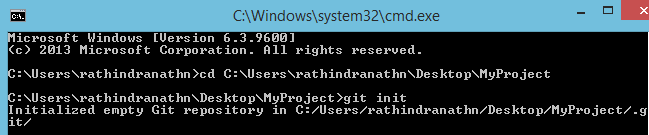 C:\Windows\system32\cmd.exe
Microsoft Windows [Version 6.3.9600]
(c) 2013 Microsoft Corporation. All rights reserved.
C:\Users\rathindranathn>cd C:\Users\rathindranathn\Desktop\MyProject
C:\Users\rathindranathn\Desktop\MyProject>git init
Initialized empty Git repository in C:/Users/rathindranathn/Desktop/MyProject/.g
it/